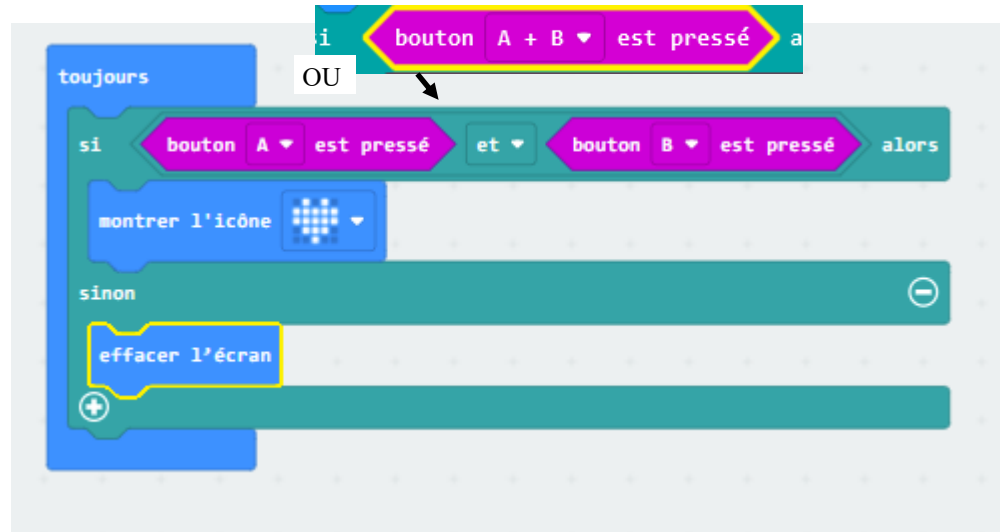 si bouton A + B est pressé a
OU
toujours
si bouton A est pressé et bouton B est pressé alors
montrer l'icône
sinon
effacer l’écran